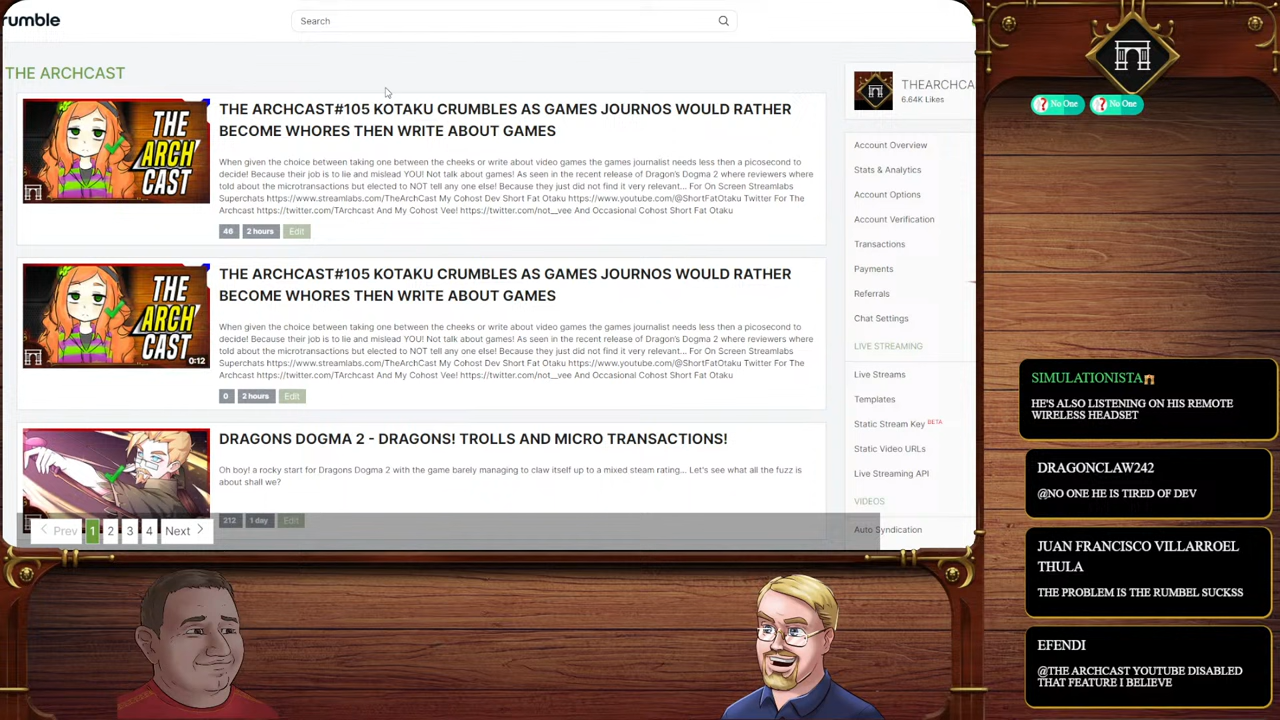 rumble
Search
THE ARCHCAST
THE ARCH CAST
THE ARCHCAST#105 KOTAKU CRUMBLES AS GAMES JOURNOS WOULD RATHER
BECOME WHORES THEN WRITE ABOUT GAMES
When given the choice between taking one between the cheeks or write about video games the games journalist needs less then a picosecond to
decide! Because their job is to lie and mislead YOU! Not talk about games! As seen in the recent release of Dragon's Dogma 2 where reviewers where
told about the microtransactions but elected to NOT tell any one else! Because they just did not find it very relevant... For On Screen Streamlabs
Superchats https://www.streamlabs.com/TheArchCast My Cohost Dev Short Fat Otaku https://www.youtube.com/@ShortFatOtaku Twitter For The
Archcast https://twitter.com/TArchcast And My Cohost Vee! https://twitter.com/not__vee And Occasional Cohost Short Fat Otaku
46 2 hours Edit
THE ARCH CAST
0:12
THE ARCHCAST#105 KOTAKU CRUMBLES AS GAMES JOURNOS WOULD RATHER
BECOME WHORES THEN WRITE ABOUT GAMES
When given the choice between taking one between the cheeks or write about video games the games journalist needs less then a picosecond to
decide! Because their job is to lie and mislead YOU! Not talk about games! As seen in the recent release of Dragon's Dogma 2 where reviewers where
told about the microtransactions but elected to NOT tell any one else! Because they just did not find it very relevant... For On Screen Streamlabs
Superchats https://www.streamlabs.com/TheArchCast My Cohost Dev Short Fat Otaku https://www.youtube.com/@ShortFatOtaku Twitter For The
Archcast https://twitter.com/TArchcast And My Cohost Vee! https://twitter.com/not__vee And Occasional Cohost Short Fat Otaku
0 2 hours Edit
DRAGONS DOGMA 2 - DRAGONS! TROLLS AND MICRO TRANSACTIONS!
Oh boy! a rocky start for Dragons Dogma 2 with the game barely managing to claw itself up to a mixed steam rating... Let's see what all the fuzz is
about shall we?
212 1 day Edit
Prev 1 2 3 4 Next
THEARCHCA
6.64K Likes
Account Overview
Stats & Analytics
Account Options
Account Verification
Transactions
Payments
Referrals
Chat Settings
LIVE STREAMING
Live Streams
Templates
Static Stream Key BETA
Static Video URLs
Live Streaming API
VIDEOS
Auto Syndication
No One No One
SIMULATIONISTA
HE'S ALSO LISTENING ON HIS REMOTE
WIRELESS HEADSET
DRAGONCLAW242
@NO ONE HE IS TIRED OF DEV
JUAN FRANCISCO VILLARROEL
THULA
THE PROBLEM IS THE RUMBEL SUCKSS
EFENDI
@THE ARCHCAST YOUTUBE DISABLED
THAT FEATURE I BELIEVE